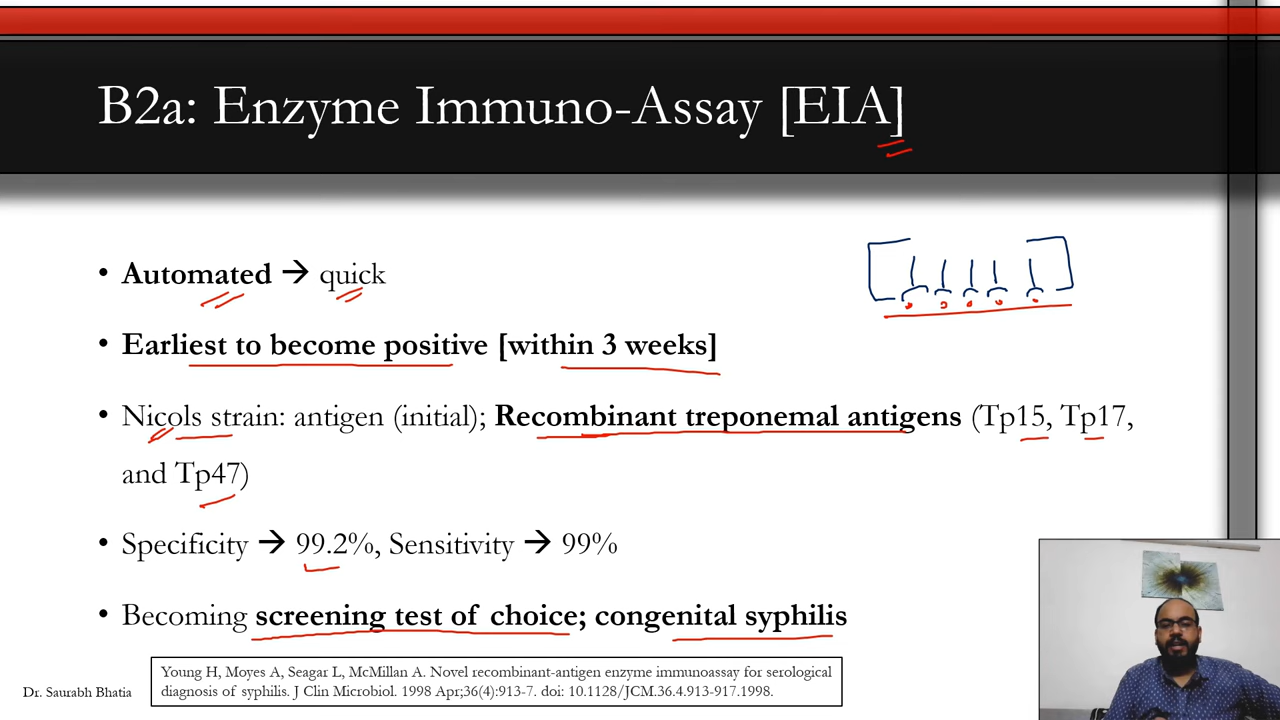 B2a: Enzyme Immuno-Assay [EIA]
• Automated → quick
• Earliest to become positive [within 3 weeks]
• Nicols strain: antigen (initial); Recombinant treponemal antigens (Tp15, Tp17,
and Tp47)
• Specificity → 99.2%, Sensitivity → 99%
• Becoming screening test of choice; congenital syphilis
Young H, Moyes A, Seagar L, McMillan A. Novel recombinant-antigen enzyme immunoassay for serological
diagnosis of syphilis. J Clin Microbiol. 1998 Apr;36(4):913-7. doi: 10.1128/JCM.36.4.913-917.1998.
Dr. Saurabh Bhatia